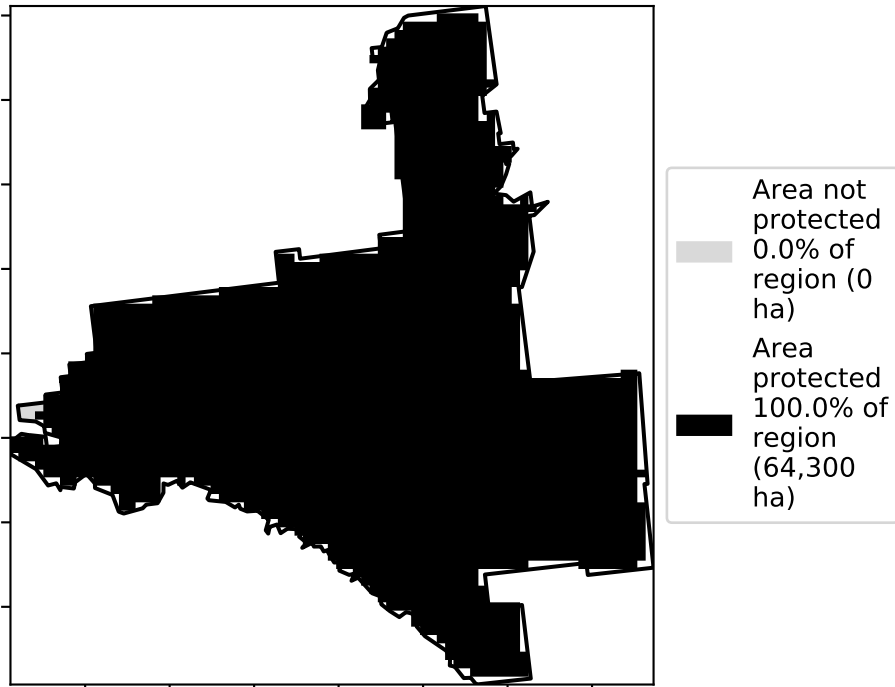 Area not
protected
0.0% of
region (0
ha)
Area
protected
100.0% of
region
(64,300
ha)